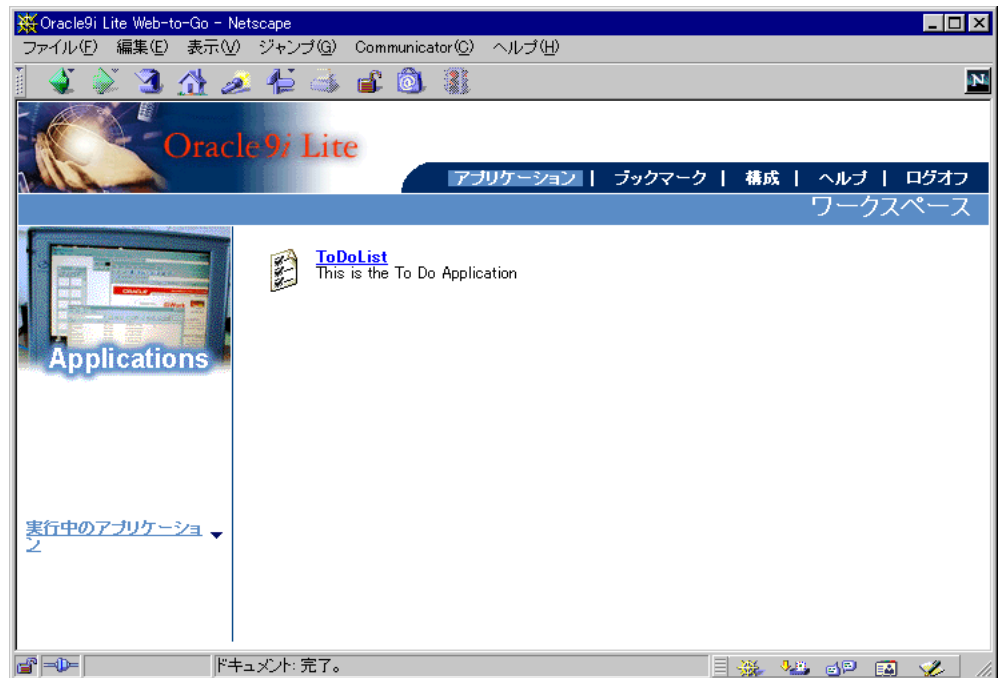 Oracle9i Lite Web-to-Go - Netscape
ファイル(F) 編集(E) 表示(V) ジャンプ(G) Communicator(C) ヘルプ(H)
N
Oracle9i Lite
アプリケーション | ブックマーク | 構成 | ヘルプ | ログオフ
ワークスペース
ToDoList
This is the To Do Application
Applications
実行中のアプリケーショ
ン
ドキュメント: 完了。